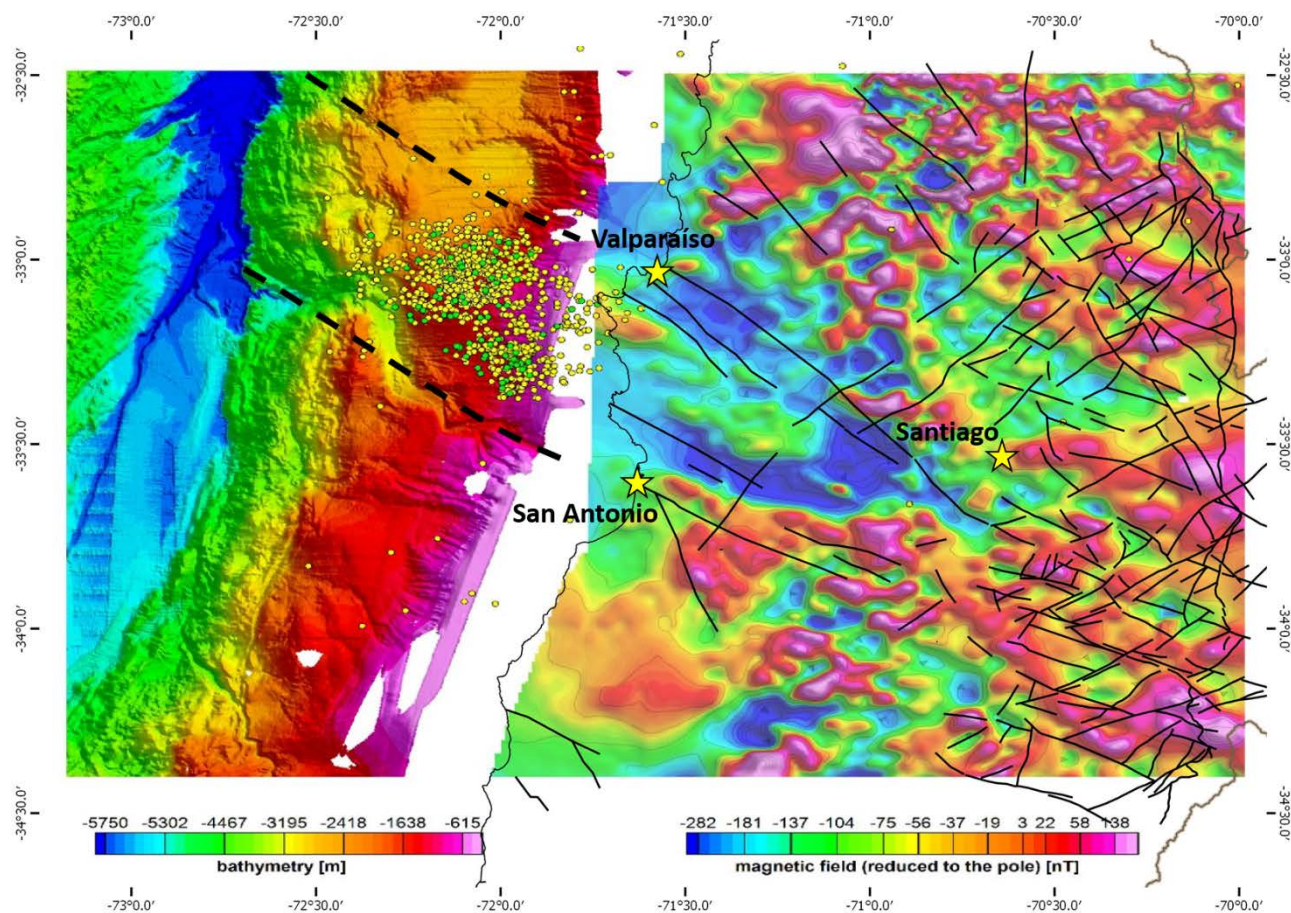 -73°0.0' -72°30.0' -72°0.0' -71°30.0' -71°0.0' -70°30.0' -70°0.0'
-32°30.0' -32°30.0'
-33°0.0' -33°0.0'
Valparaíso
-33°30.0' -33°30.0'
Santiago
San Antonio
-34°0.0' -34°0.0'
-34°30.0' -34°30.0'
-5750 -5302 -4467 -3195 -2418 -1638 -615
bathymetry [m]
-282 -181 -137 -104 -75 -56 -37 -19 3 22 58 138
magnetic field (reduced to the pole) [nT]
-73°0.0' -72°30.0' -72°0.0' -71°30.0' -71°0.0' -70°30.0' -70°0.0'